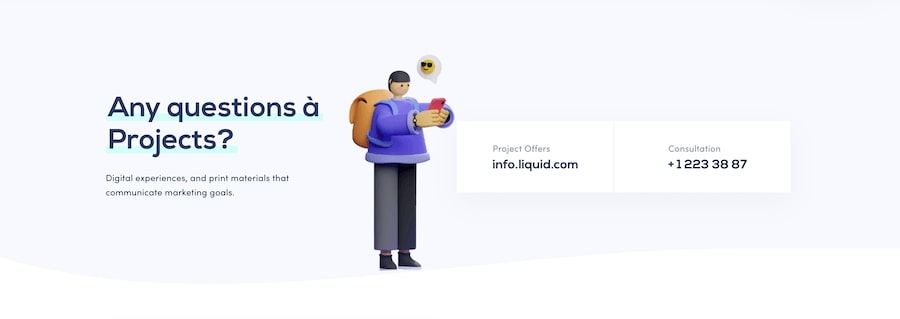 Any questions à
Projects?
Digital experiences, and print materials that
communicate marketing goals.
Project Offers
info.liquid.com
Consultation
+1 223 38 87